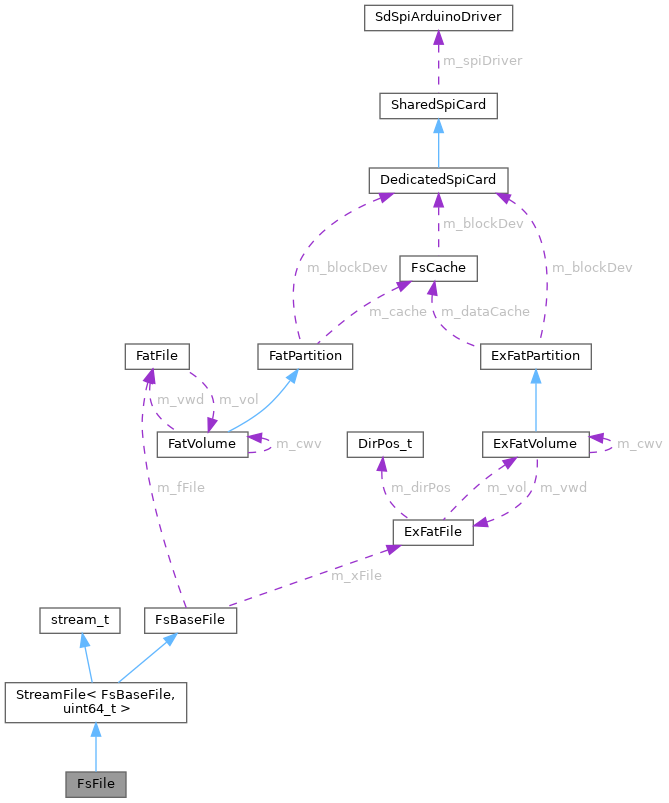 SdSpiArduinoDriver
m_spiDriver
SharedSpiCard
DedicatedSpiCard
m_blockDev
FsCache
m_blockDev
m_blockDev
m_cache
m_dataCache
FatFile
FatPartition
ExFatPartition
m_vwd
m_vol
FatVolume
m_cwv
DirPos_t
ExFatVolume
m_cwv
m_fFile
m_dirPos
m_vol
m_vwd
ExFatFile
m_xFile
stream_t
FsBaseFile
StreamFile< FsBaseFile,
uint64_t >
FsFile